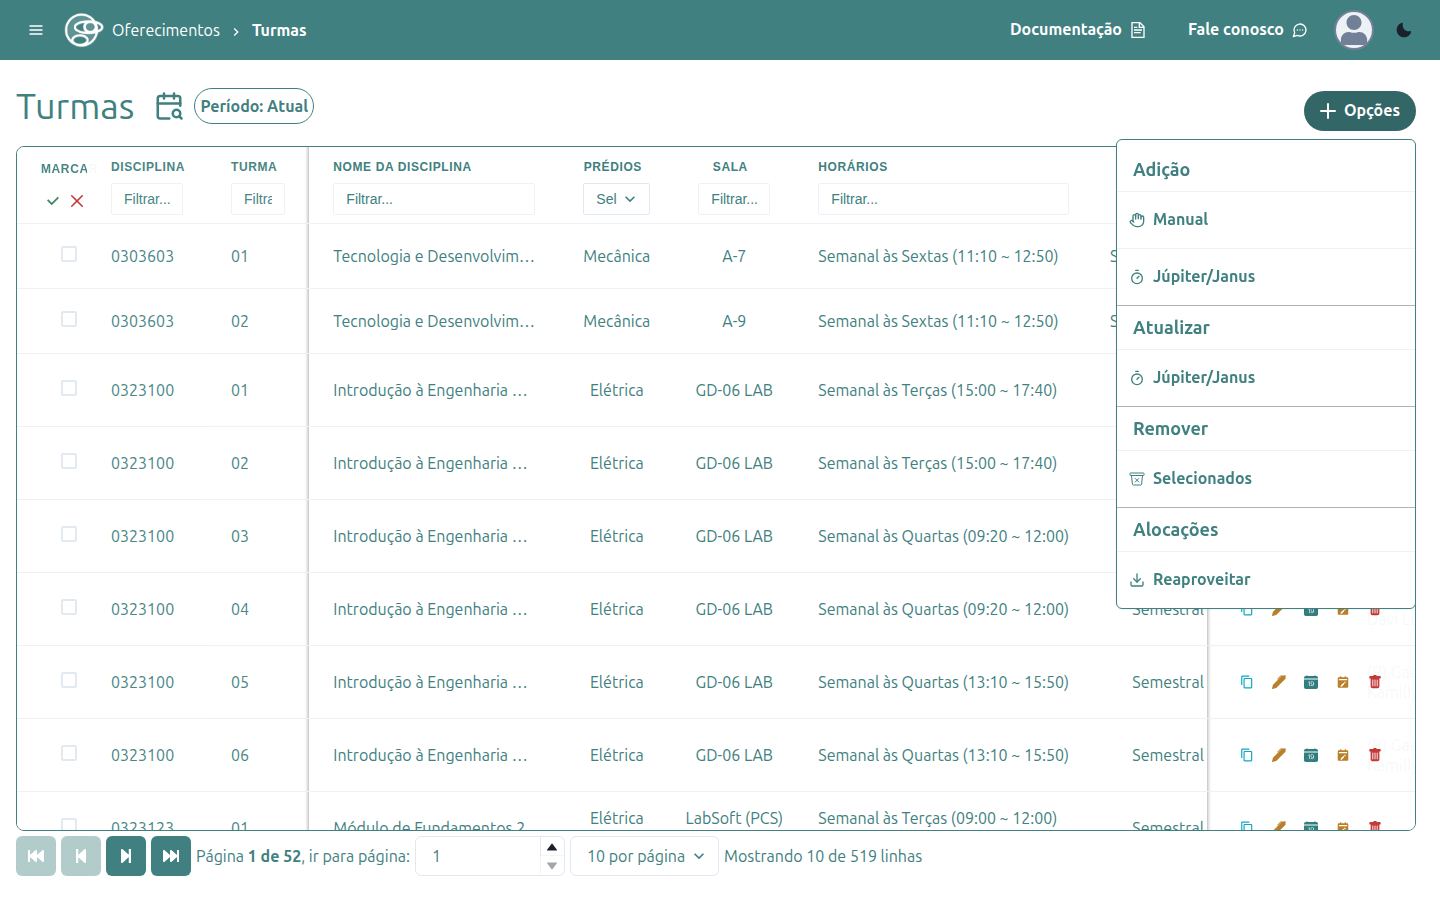 Oferecimentos › Turmas
Documentação
Fale conosco
Turmas
Período: Atual
Opções
MARCA DISCIPLINA TURMA NOME DA DISCIPLINA PRÉDIOS SALA HORÁRIOS
Filtrar... Filtra Filtrar... Sel Filtrar... Filtrar...
0303603 01 Tecnologia e Desenvolvim… Mecânica A-7 Semanal às Sextas (11:10 ~ 12:50) S
0303603 02 Tecnologia e Desenvolvim… Mecânica A-9 Semanal às Sextas (11:10 ~ 12:50) S
0323100 01 Introdução à Engenharia … Elétrica GD-06 LAB Semanal às Terças (15:00 ~ 17:40)
0323100 02 Introdução à Engenharia … Elétrica GD-06 LAB Semanal às Terças (15:00 ~ 17:40)
0323100 03 Introdução à Engenharia … Elétrica GD-06 LAB Semanal às Quartas (09:20 ~ 12:00)
0323100 04 Introdução à Engenharia … Elétrica GD-06 LAB Semanal às Quartas (09:20 ~ 12:00) Semestral
0323100 05 Introdução à Engenharia … Elétrica GD-06 LAB Semanal às Quartas (13:10 ~ 15:50) Semestral
0323100 06 Introdução à Engenharia … Elétrica GD-06 LAB Semanal às Quartas (13:10 ~ 15:50) Semestral
0323123 01 Módulo de Fundamentos 2 Elétrica LabSoft (PCS) Semanal às Terças (09:00 ~ 12:00) Semestral
Adição
Manual
Júpiter/Janus
Atualizar
Júpiter/Janus
Remover
Selecionados
Alocações
Reaproveitar
Página 1 de 52, ir para página: 1 10 por página Mostrando 10 de 519 linhas